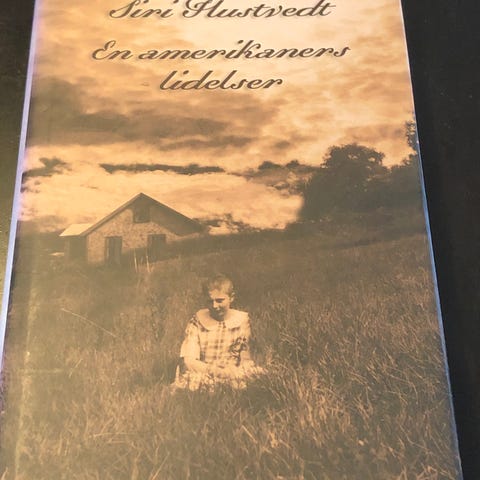 Siri Hustvedt
En amerikaners
lidelser